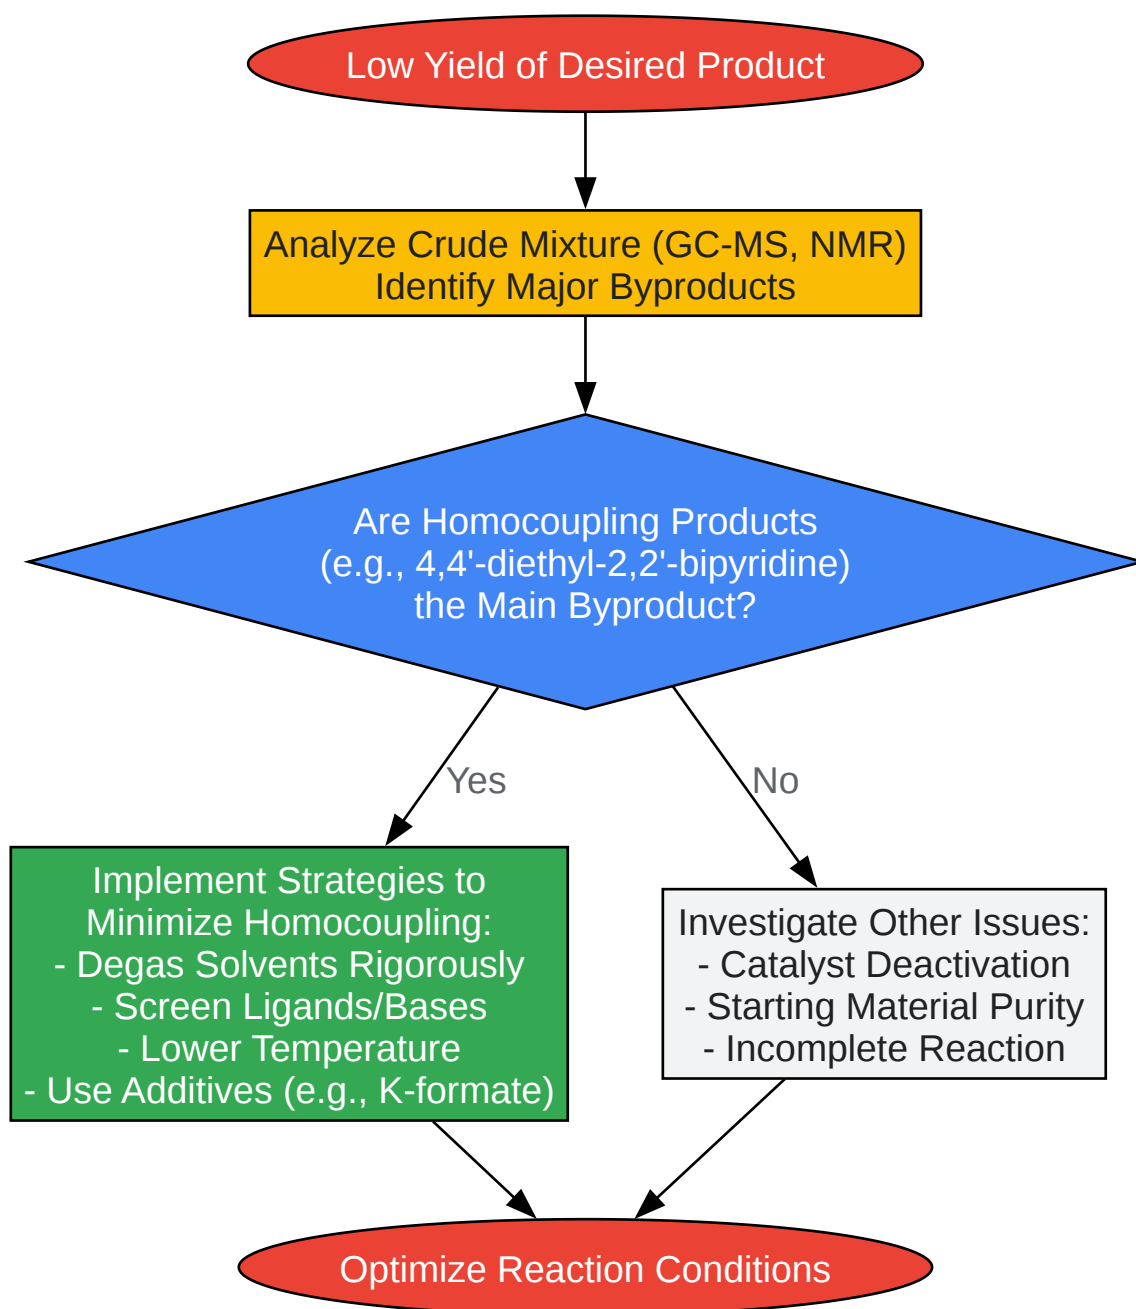 Low Yield of Desired Product
Analyze Crude Mixture (GC-MS, NMR)
Identify Major Byproducts
Are Homocoupling Products
(e.g., 4,4'-diethyl-2,2'-bipyridine)
the Main Byproduct?
Yes
No
Implement Strategies to
Minimize Homocoupling:
- Degas Solvents Rigorously
- Screen Ligands/Bases
- Lower Temperature
- Use Additives (e.g., K-formate)
Investigate Other Issues:
- Catalyst Deactivation
- Starting Material Purity
- Incomplete Reaction
Optimize Reaction Conditions